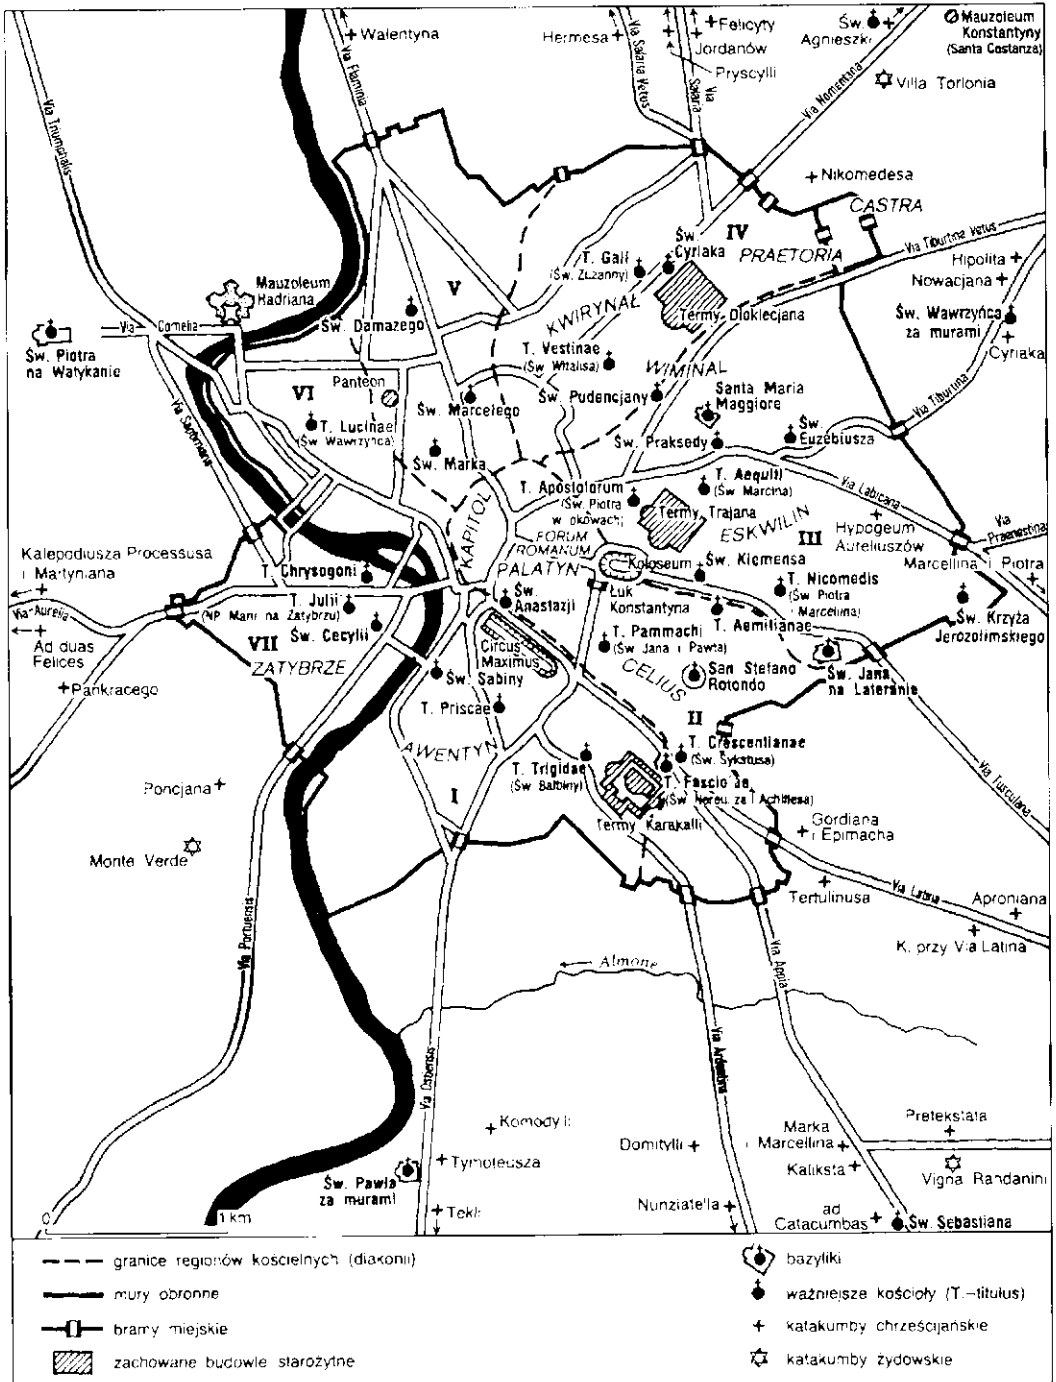 Walentyna
Hermesa
Felicyty
Jordanów
Pryscylli
Św.
Agnieszki
Mauzoleum
Konstantyny
(Santa Costanza)
Villa Torlonia
Via Triumchalis
Via Flaminia
Via Salaria Vetus
Via
Salaria
Via Nomentana
Nikomedesa
CASTRA
PRAETORIA
IV
Via Tiburtina Vetus
Hipolita
Nowacjana
Św. Wawrzyńca
za murami
Cyriaka
Św.
Cyriaka
T. Gaii
(Św. Zuzanny)
Mauzoleum
Hadriana
V
Św. Damazego
KWIRYNAŁ
Termy Dioklecjana
Via Cornelia
Św. Piotra
na Watykanie
T. Vestinae
(Św. Witalisa)
WIMINAŁ
VI
Panteon
Św. Marcelego
Św. Pudencjany
Santa Maria
Maggiore
Via Tiburtina
T. Lucinae
(Św. Wawrzyńca)
Św. Marka
Św. Praksedy
Św.
Euzebiusza
T. Apostolorum
(Św. Piotra
w okowach)
T. Aequiti
(Św. Marcina)
Via Labicana
KAPITOL
Termy Trajana
ESKWILIN
III
Hypogeum
Aureliuszów
Via
Praenestina
FORUM
ROMANUM
Kalepodiusza Processusa
i Martyniana
PALATYN
Koloseum
Św. Klemensa
Marcellina i Piotra
T. Chrysogoni
Łuk
Konstantyna
T. Nicomedis
(Św. Piotra
i Marcellina)
Via Aurelia
T. Julii
(NP. Marii na Zatybrzu)
Św.
Anastazji
T. Aemilianae
Św. Krzyża
Jerozolimskiego
Ad duas
Felices
VII
Św. Cecylii
ZATYBRZE
Circus
Maximus
T. Pammachi
(Św. Jana i Pawła)
CELIUS
San Stefano
Rotondo
Św. Jana
na Lateranie
Pankracego
Św. Sabiny
T. Priscae
II
AWENTYN
T. Crescentianae
(Św. Sykstusa)
T. Trigidae
(Św. Balbiny)
Via Tusculana
Poncjana
I
Termy Karakalli
Gordiana
i Epimacha
Monte Verde
Tertulinusa
Via Latina
Aproniana
K. przy Via Latina
Via Portuensis
Almone
Via Appia
Via Ostiensis
Via Ardeatina
Pretekstata
Domitylli
Marka
i Marcellina
Kaliksta
Vigna Randanini
Tymoteusza
Św. Pawła
za murami
Tekli
Nunziatella
ad
Catacumbas
Św. Sebastiana
0
1 km
granice regionów kościelnych (diakonii)
mury obronne
bramy miejskie
zachowane budowle starożytne
bazyliki
ważniejsze kościoły (T.-titulus)
katakumby chrześcijańskie
katakumby żydowskie